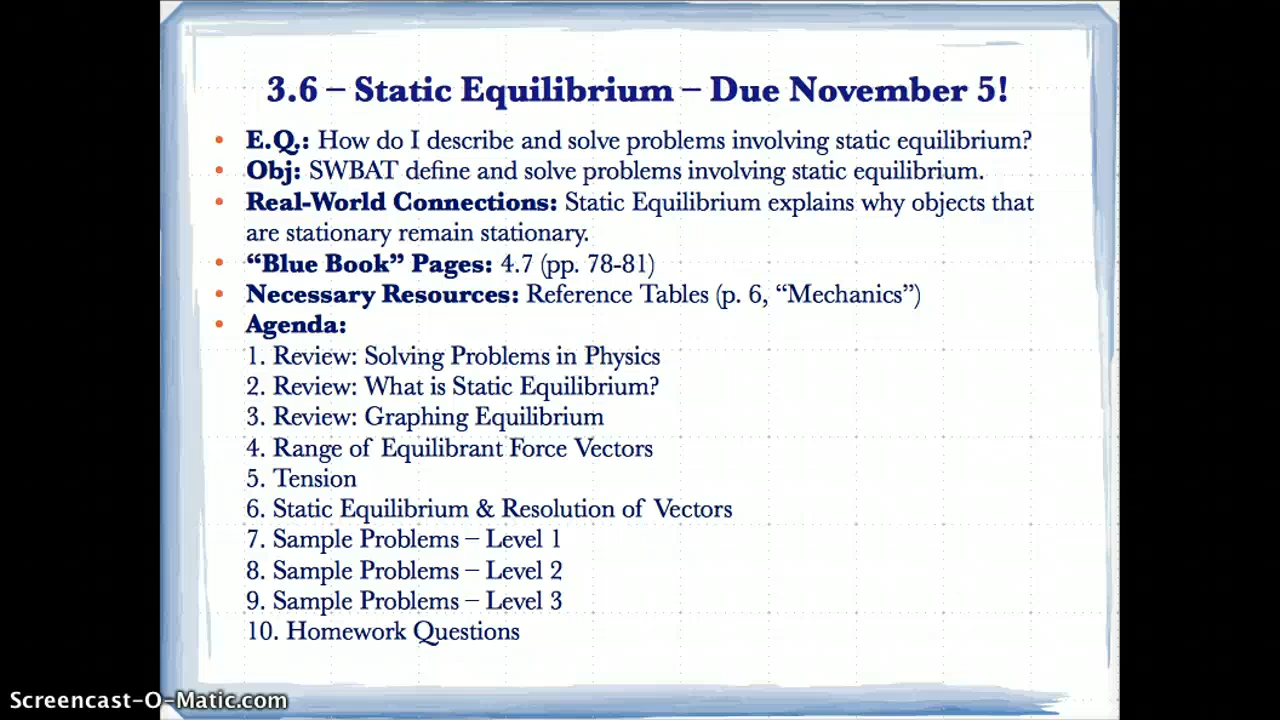 3.6 – Static Equilibrium – Due November 5!
• E.Q.: How do I describe and solve problems involving static equilibrium?
• Obj: SWBAT define and solve problems involving static equilibrium.
• Real-World Connections: Static Equilibrium explains why objects that
are stationary remain stationary.
• “Blue Book” Pages: 4.7 (pp. 78-81)
• Necessary Resources: Reference Tables (p. 6, “Mechanics”)
• Agenda:
1. Review: Solving Problems in Physics
2. Review: What is Static Equilibrium?
3. Review: Graphing Equilibrium
4. Range of Equilibrant Force Vectors
5. Tension
6. Static Equilibrium & Resolution of Vectors
7. Sample Problems – Level 1
8. Sample Problems – Level 2
9. Sample Problems – Level 3
10. Homework Questions
Screencast-O-Matic.com